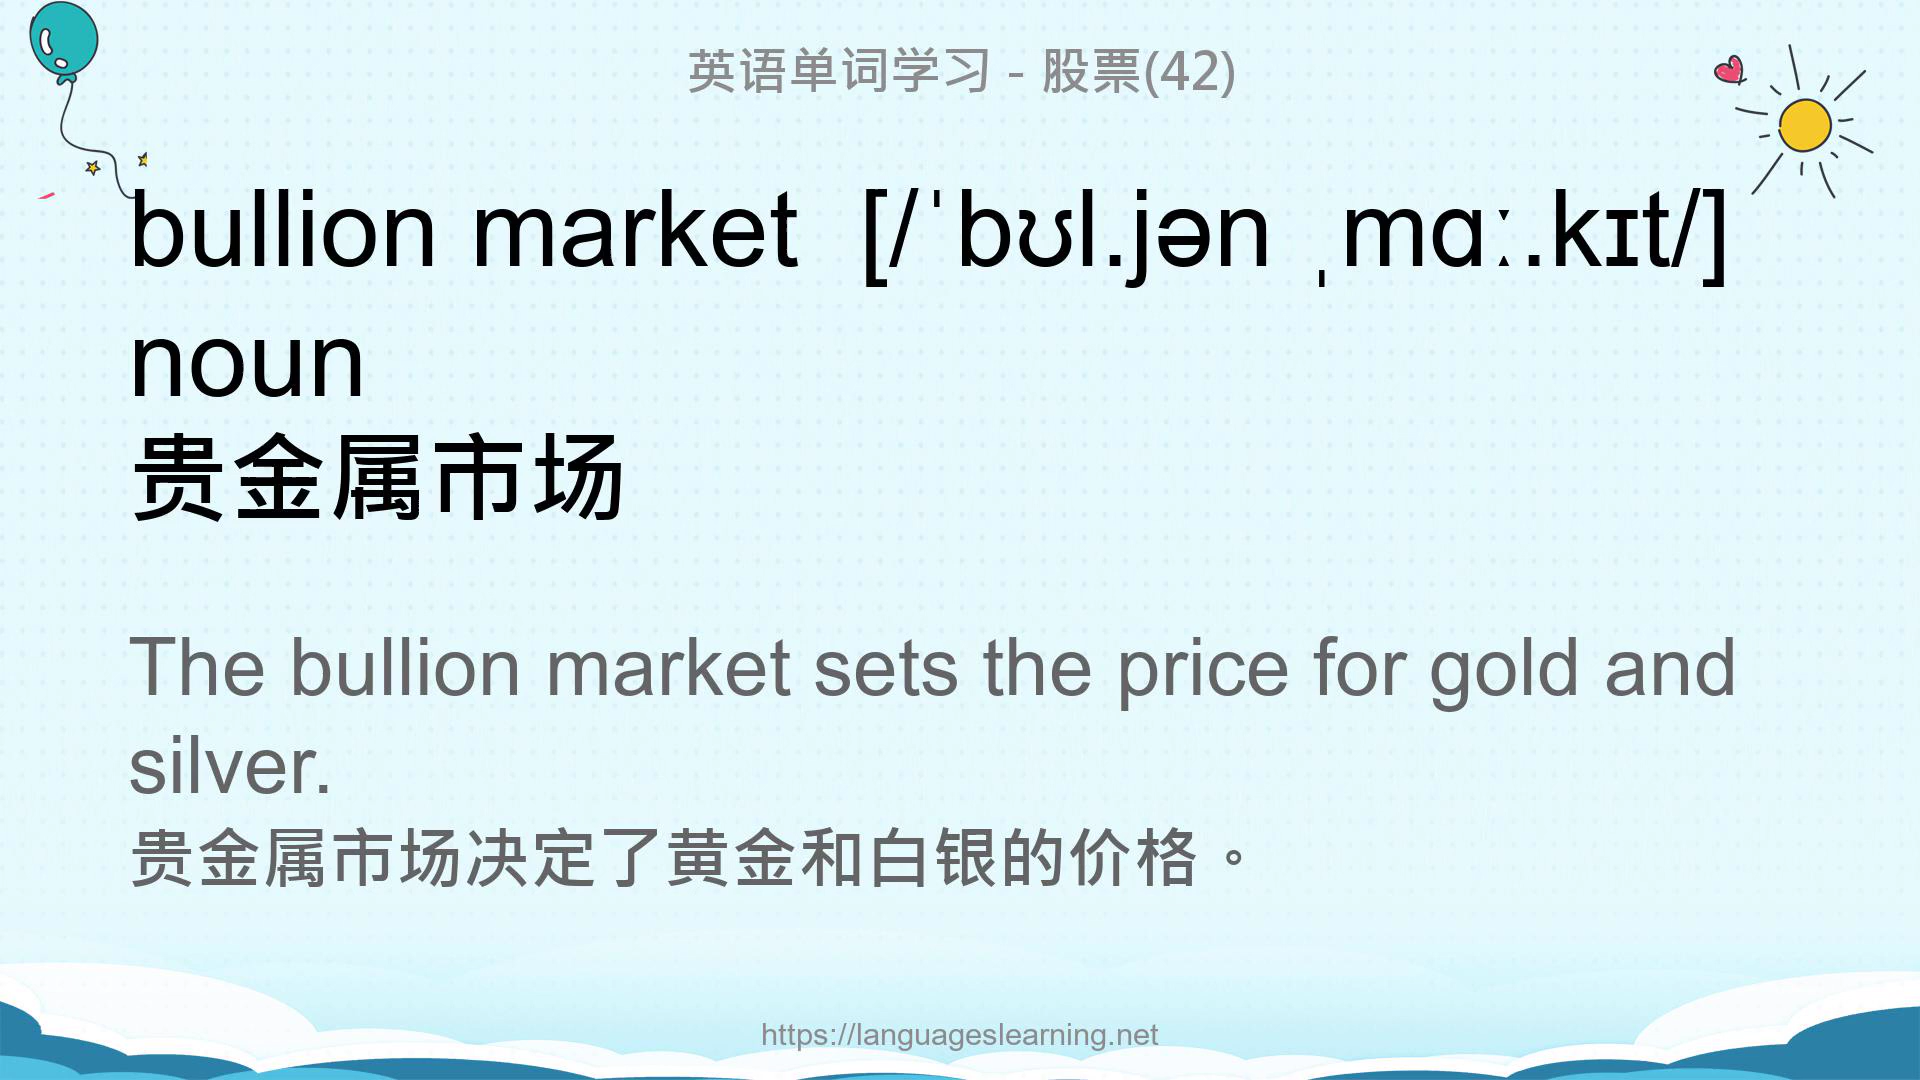 英语单词学习 - 股票(42)
bullion market  [/ˈbʊl.jən ˌmɑː.kɪt/]
noun
贵金属市场
The bullion market sets the price for gold and
silver.
贵金属市场决定了黄金和白银的价格。
https://languageslearning.net